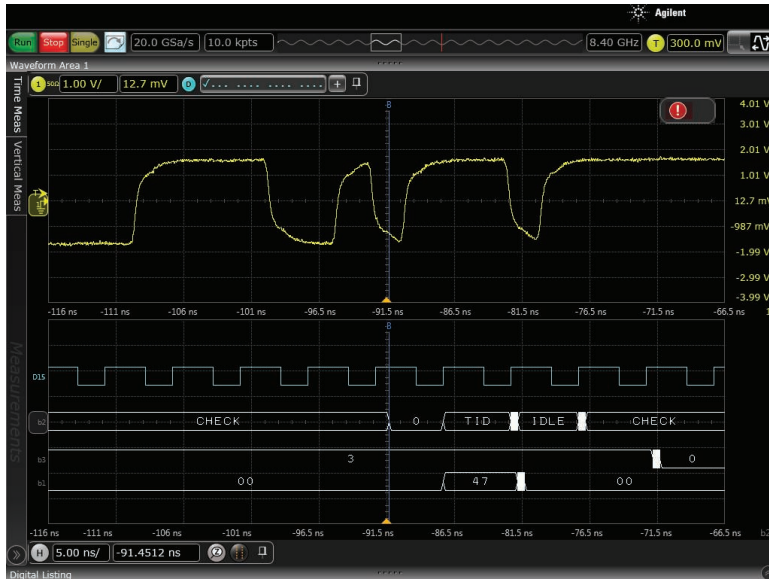 Agilent
Run Stop Single 20.0 GSa/s 10.0 kpts 8.40 GHz T 300.0 mV
Waveform Area 1
Time Meas
Vertical Meas
1 50Ω 1.00 V/ 12.7 mV D +
B
4.01 V
3.01 V
2.01 V
1.01 V
12.7 mV
-987 mV
-1.99 V
-2.99 V
-3.99 V
-116 ns -111 ns -106 ns -101 ns -96.5 ns -91.5 ns -86.5 ns -81.5 ns -76.5 ns -71.5 ns -66.5 ns
B
D15
b2 CHECK 0 TID IDLE CHECK
b3 3 0
b1 00 47 00
Measurements
-116 ns -111 ns -106 ns -101 ns -96.5 ns -91.5 ns -86.5 ns -81.5 ns -76.5 ns -71.5 ns -66.5 ns b2
H 5.00 ns/ -91.4512 ns
Digital Listing